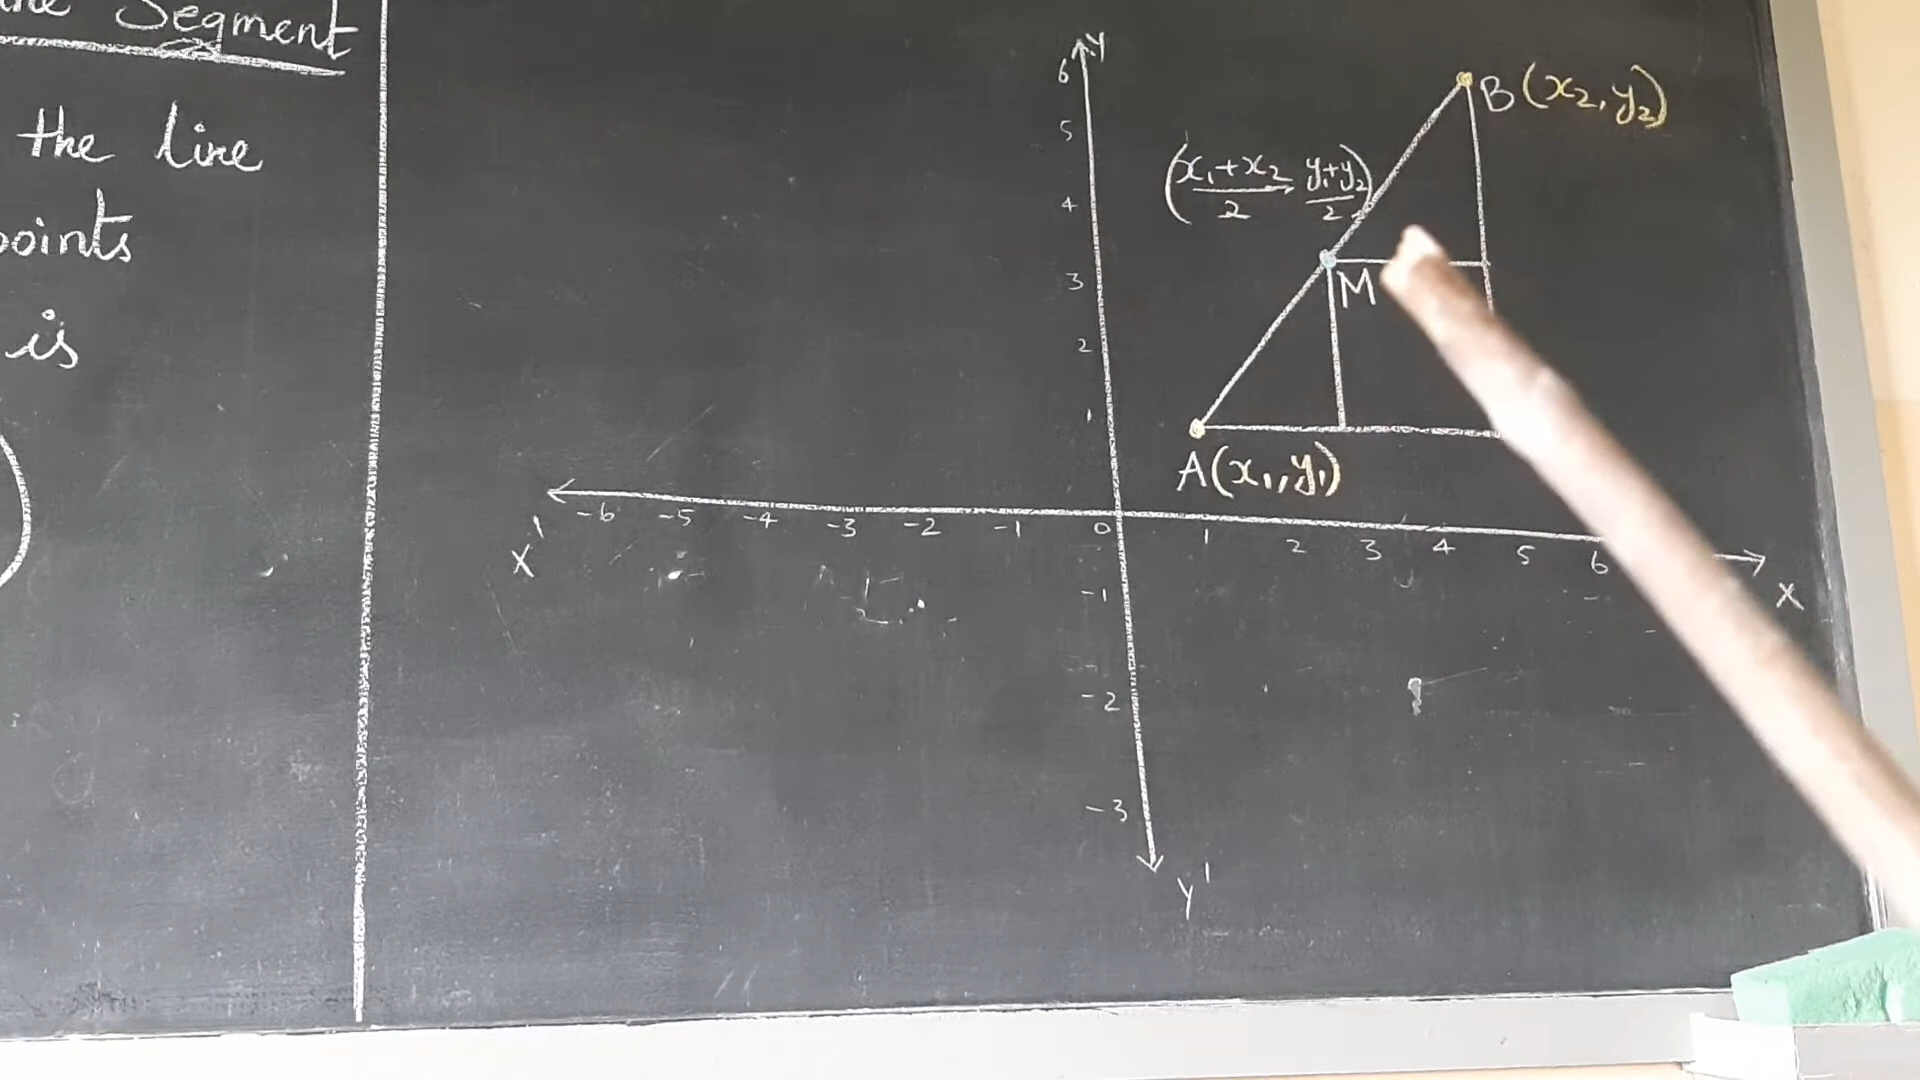 Segment
the line
points
is
Y
6
5
4
3
2
1
B(x₂, y₂)
(x₁+x₂/2, y₁+y₂/2)
M
A(x₁, y₁)
-6 -5 -4 -3 -2 -1 0 1 2 3 4 5 6
X' X
-1
-2
-3
Y'